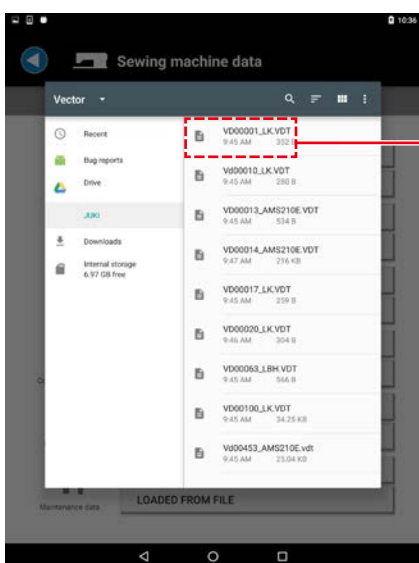 10:36
Sewing machine data
Vector
Recent
Bug reports
Drive
JUKI
Downloads
Internal storage
6.97 GB free
VD00001_LK.VDT
9:45 AM 352 B
Vd00010_LK.VDT
9:45 AM 280 B
VD00013_AMS210E.VDT
9:45 AM 534 B
VD00014_AMS210E.VDT
9:47 AM 216 KB
VD00017_LK.VDT
9:45 AM 259 B
VD00020_LK.VDT
9:46 AM 304 B
VD00063_LBH.VDT
9:45 AM 566 B
VD00100_LK.VDT
9:45 AM 34.25 KB
Vd00453_AMS210E.vdt
9:45 AM 25.04 KB
Maintenance data
LOADED FROM FILE